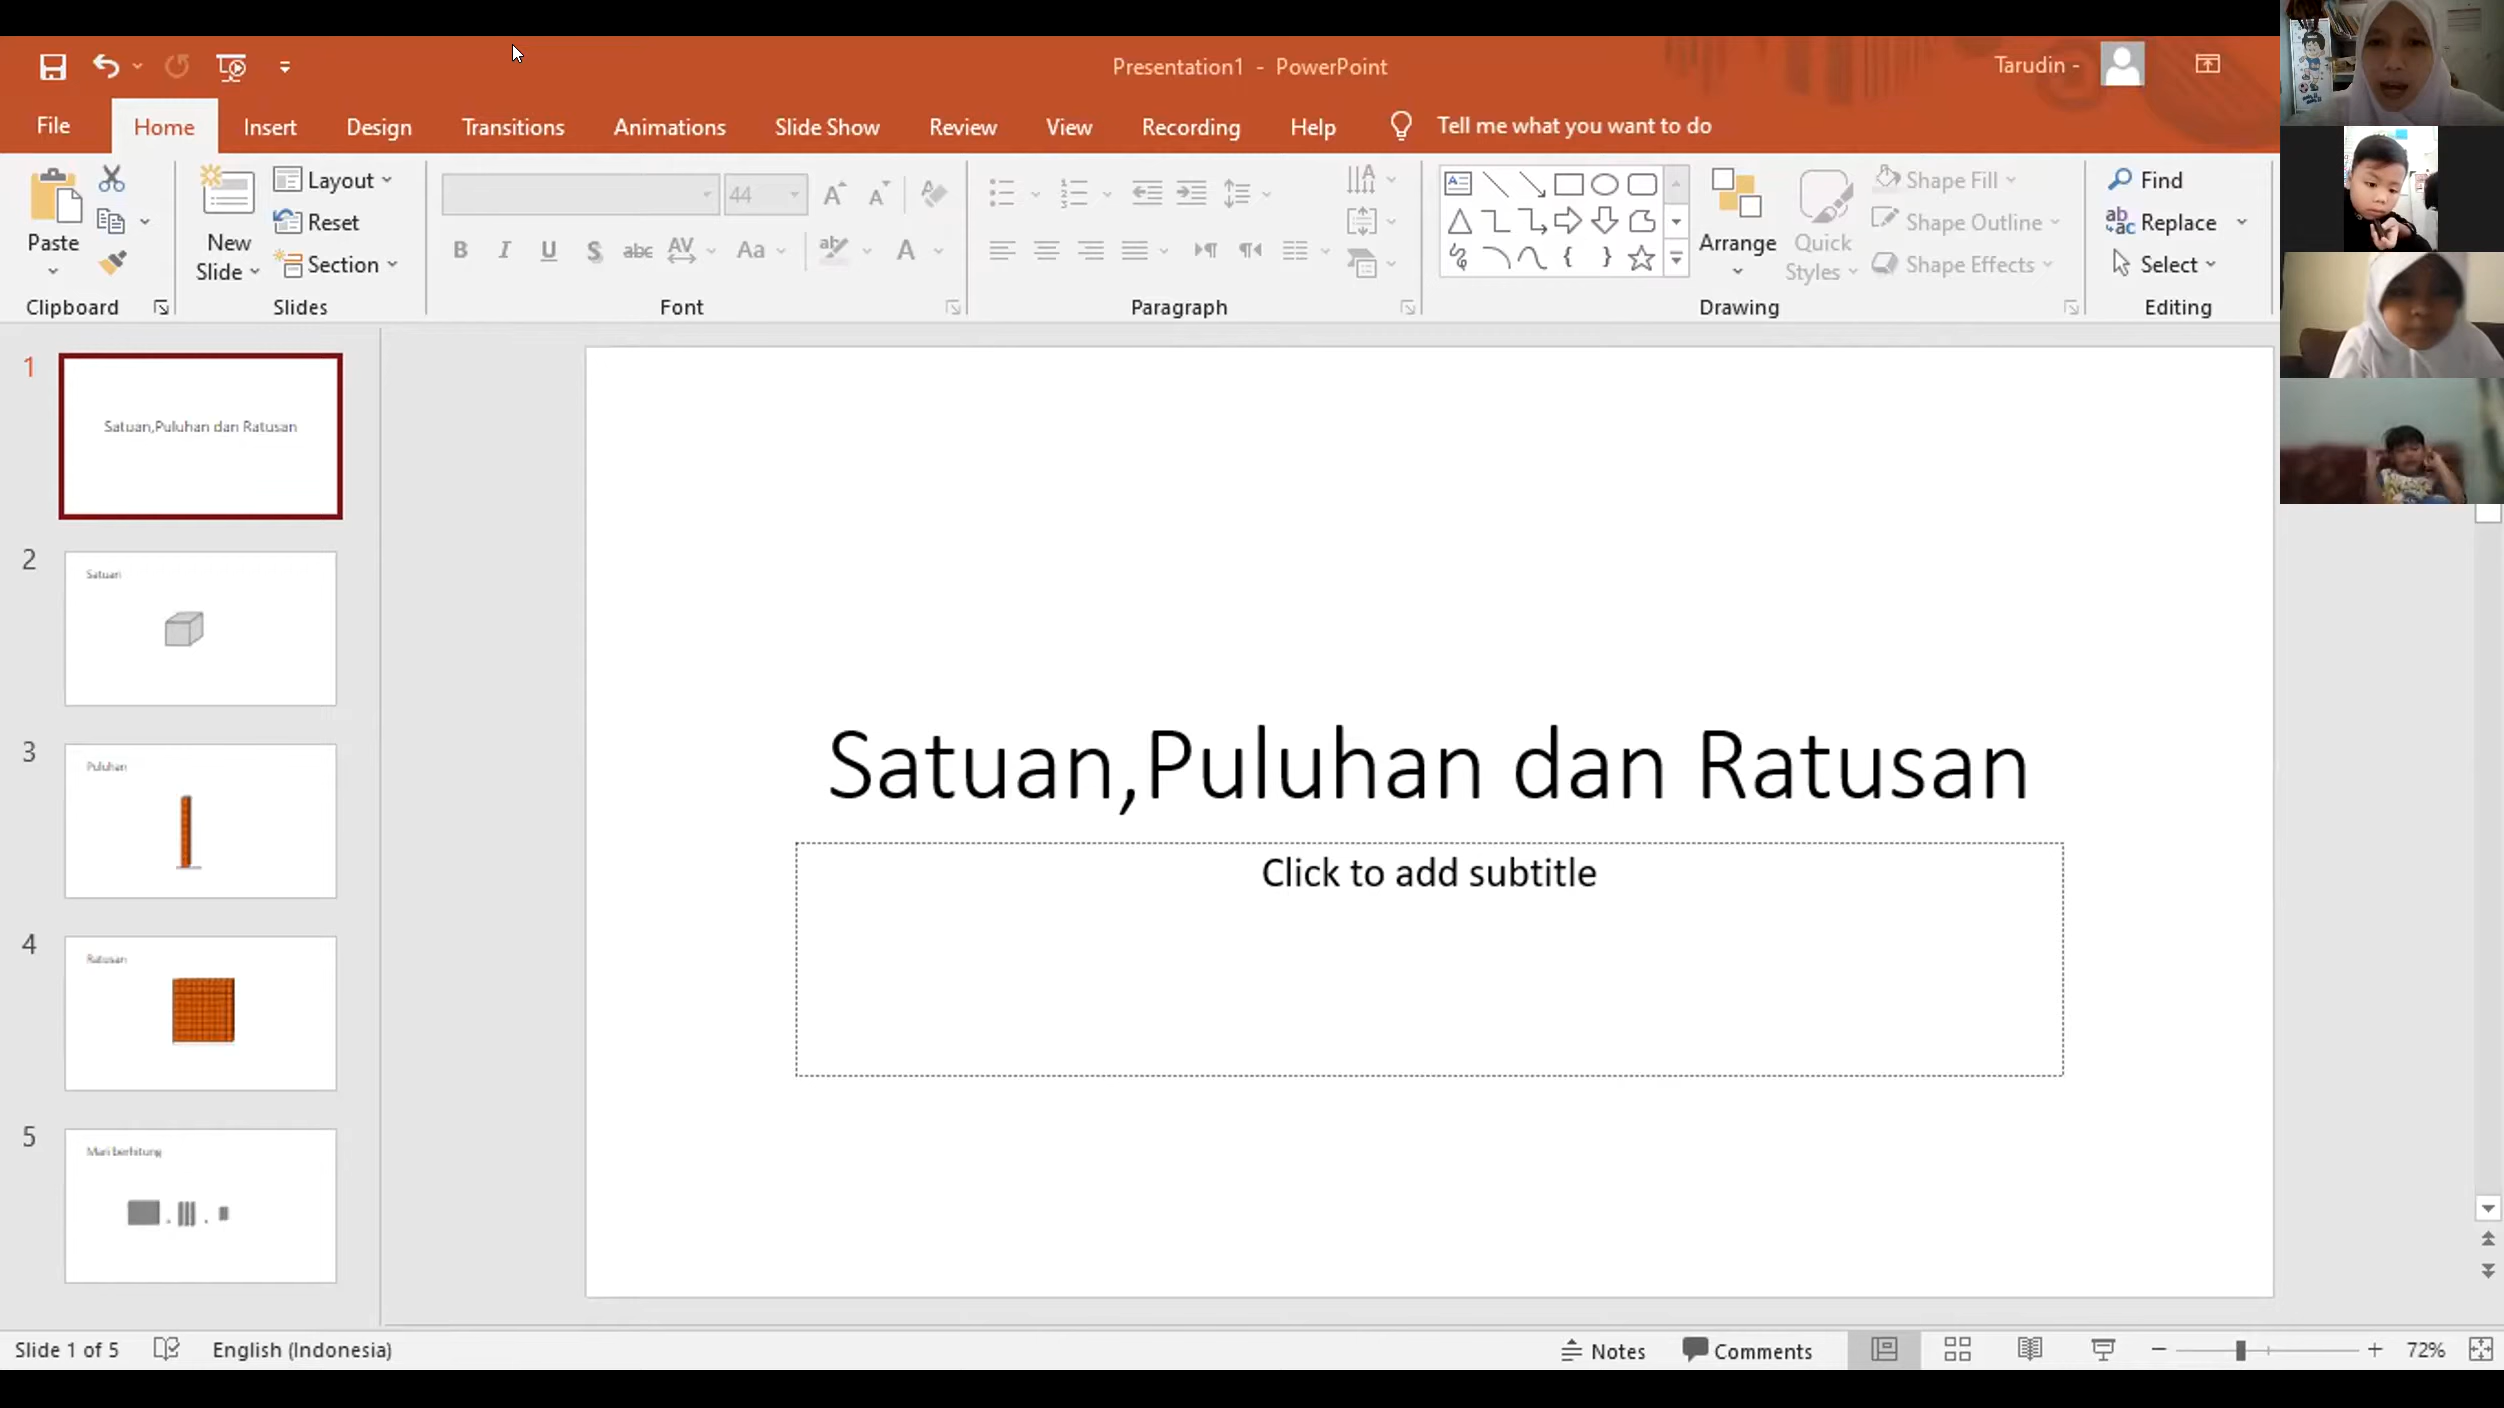 Presentation1 - PowerPoint
Tarudin -
File
Home
Insert
Design
Transitions
Animations
Slide Show
Review
View
Recording
Help
Tell me what you want to do
Paste
Clipboard
New
Slide
Layout
Reset
Section
Slides
44
B I U S abc AV Aa
A
Font
Paragraph
Arrange
Quick
Styles
Shape Fill
Shape Outline
Shape Effects
Drawing
Find
Replace
Select
Editing
1
Satuan,Puluhan dan Ratusan
2
Satuan
3
Puluhan
4
Ratusan
5
Mari berhitung
Satuan,Puluhan dan Ratusan
Click to add subtitle
Slide 1 of 5
English (Indonesia)
Notes
Comments
72%